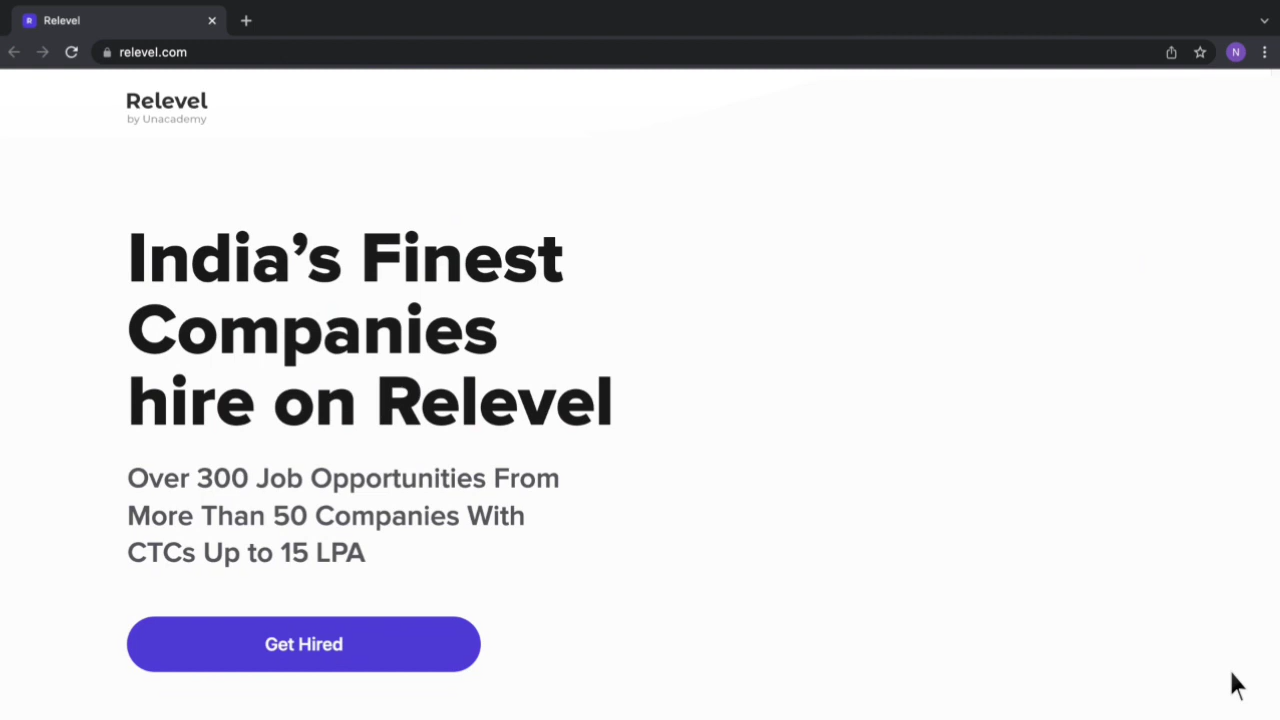 R Relevel
relevel.com
N
Relevel
by Unacademy
India’s Finest
Companies
hire on Relevel
Over 300 Job Opportunities From
More Than 50 Companies With
CTCs Up to 15 LPA
Get Hired